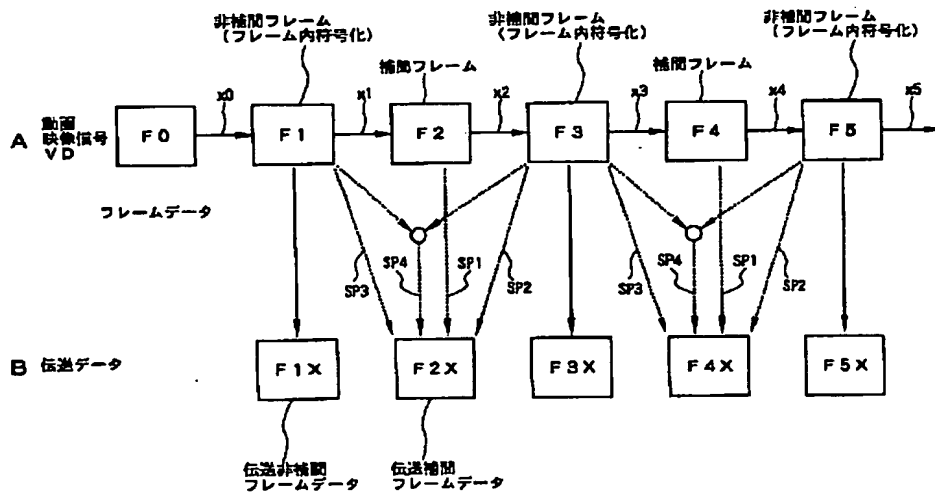 非補間フレーム
(フレーム内符号化)
非補間フレーム
(フレーム内符号化)
非補間フレーム
(フレーム内符号化)
補間フレーム
補間フレーム
x0
x1
x2
x3
x4
x5
A
動画
映像信号
VD
F0
F1
F2
F3
F4
F5
フレームデータ
SP3
SP4
SP1
SP2
SP3
SP4
SP1
SP2
B
伝送データ
F1X
F2X
F3X
F4X
F5X
伝送非補間
フレームデータ
伝送補間
フレームデータ